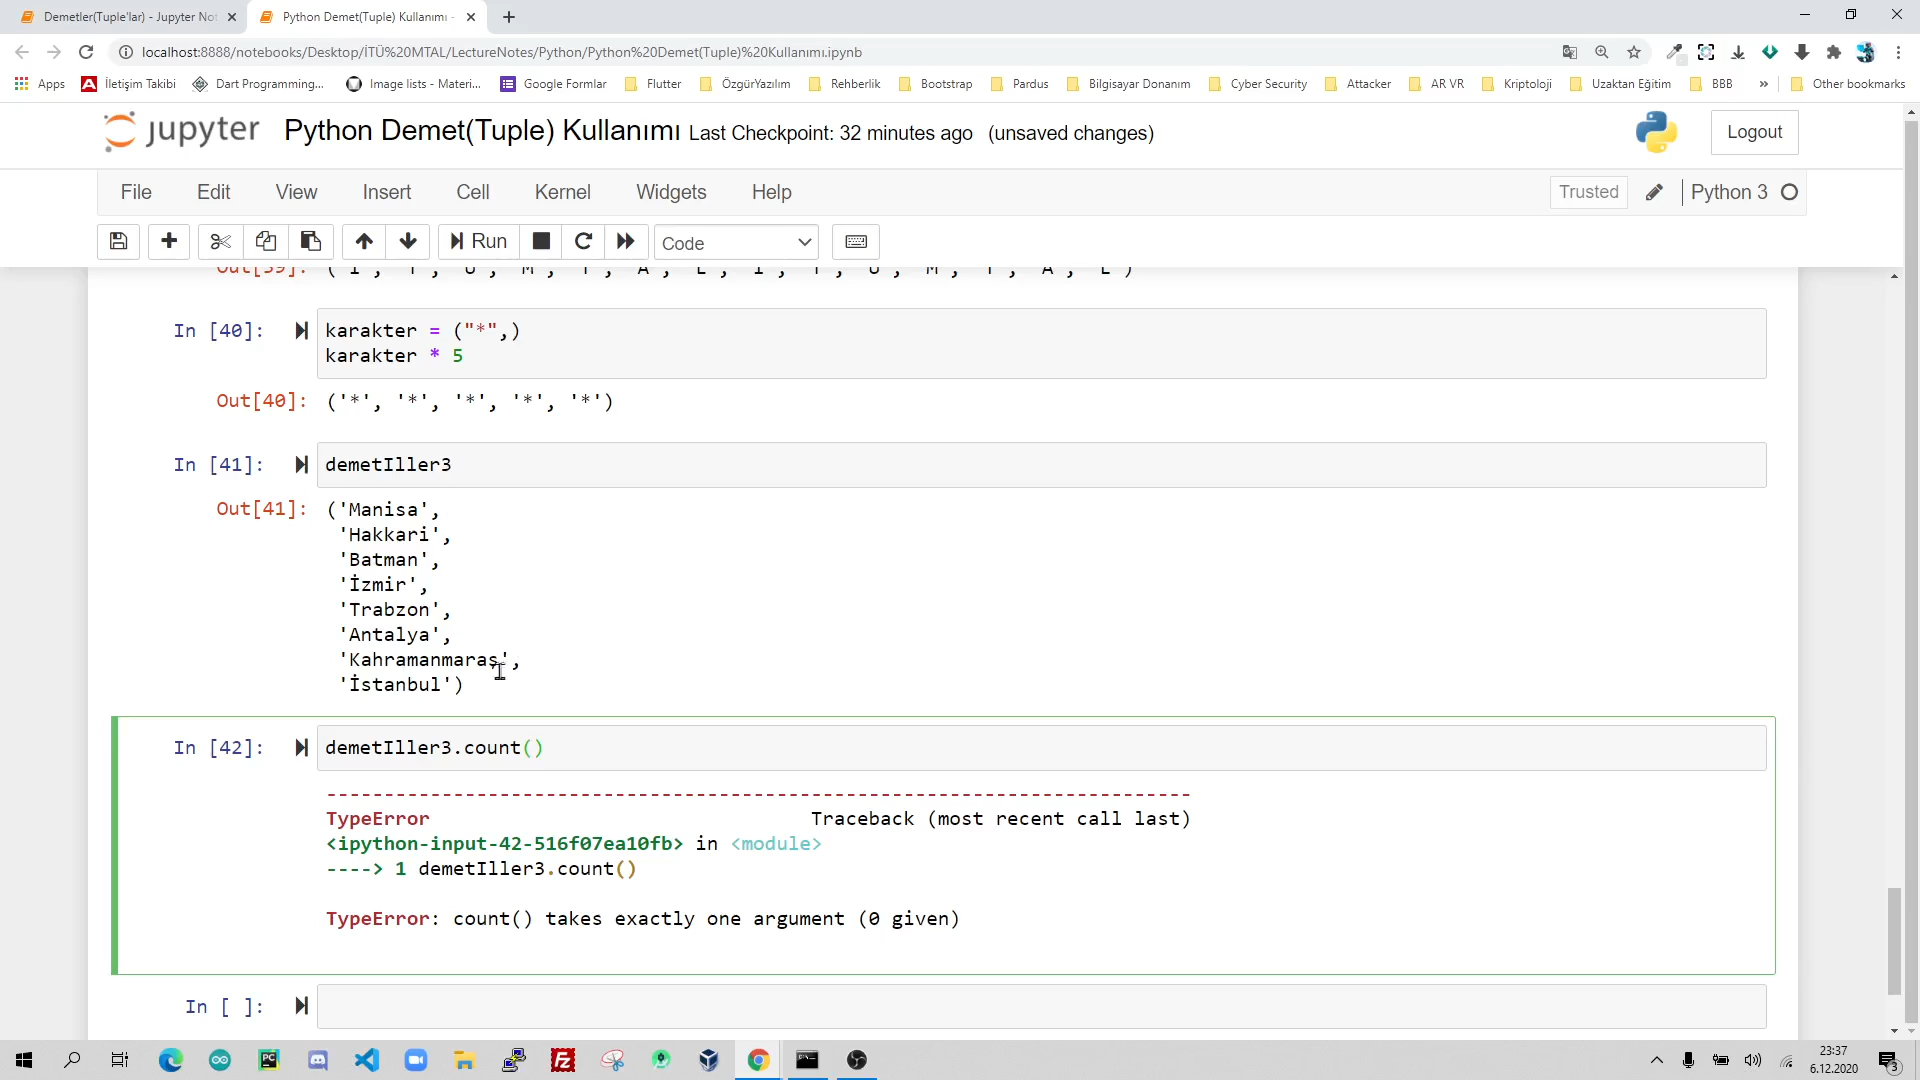 Demetler(Tuple'lar) - Jupyter Not
Python Demet(Tuple) Kullanımı -
localhost:8888/notebooks/Desktop/İTÜ%20MTAL/LectureNotes/Python/Python%20Demet(Tuple)%20Kullanımı.ipynb
Apps İletişim Takibi Dart Programming... Image lists - Materi... Google Formlar Flutter ÖzgürYazılım Rehberlik Bootstrap Pardus Bilgisayar Donanım Cyber Security Attacker AR VR Kriptoloji Uzaktan Eğitim BBB » Other bookmarks
jupyter Python Demet(Tuple) Kullanımı Last Checkpoint: 32 minutes ago (unsaved changes) Logout
File Edit View Insert Cell Kernel Widgets Help Trusted Python 3
Run Code
In [40]: karakter = ("*",)
karakter * 5
Out[40]: ('*', '*', '*', '*', '*')
In [41]: demetIller3
Out[41]: ('Manisa',
'Hakkari',
'Batman',
'İzmir',
'Trabzon',
'Antalya',
'Kahramanmaraş',
'İstanbul')
In [42]: demetIller3.count()
---------------------------------------------------------------------------
TypeError Traceback (most recent call last)
<ipython-input-42-516f07ea10fb> in <module>
----> 1 demetIller3.count()
TypeError: count() takes exactly one argument (0 given)
In [ ]:
23:37
6.12.2020
3